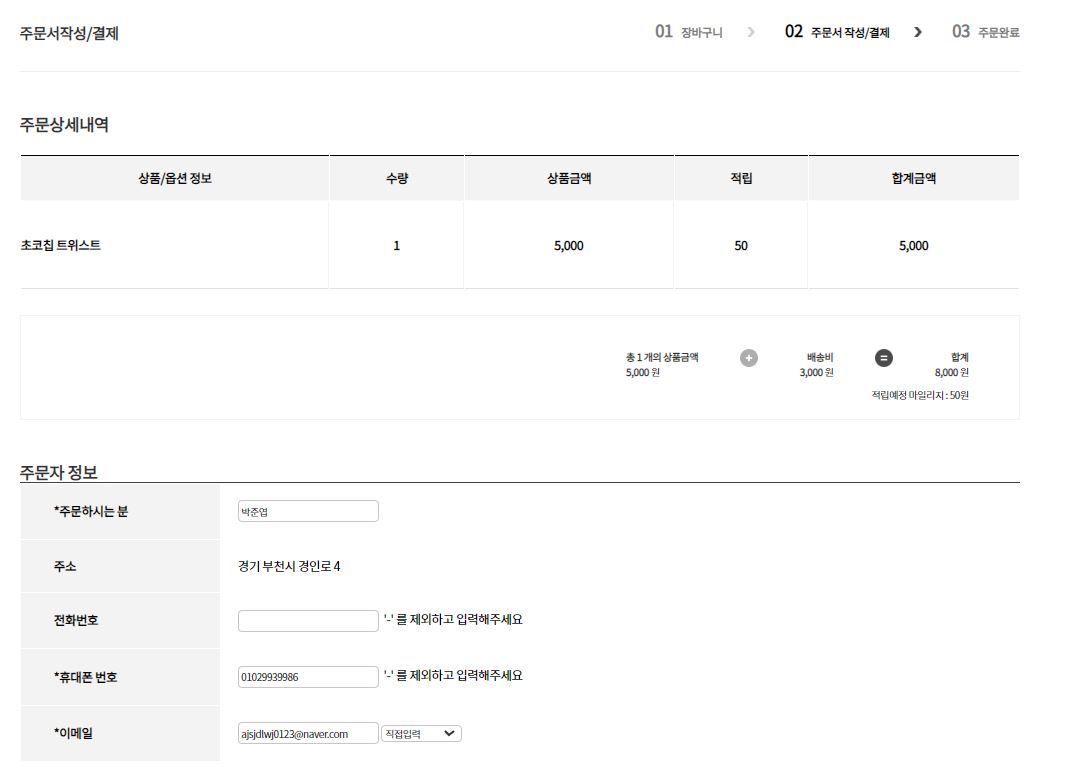 주문서작성/결제
01 장바구니 02 주문서 작성/결제 03 주문완료
주문상세내역
상품/옵션 정보 수량 상품금액 적립 합계금액
초코칩 트위스트 1 5,000 50 5,000
총 1 개의 상품금액 + 배송비 = 합계
5,000 원 3,000 원 8,000 원
적립예정 마일리지 : 50원
주문자 정보
*주문하시는 분 박준엽
주소 경기 부천시 경인로 4
전화번호 '-' 를 제외하고 입력해주세요
*휴대폰 번호 01029939986 '-' 를 제외하고 입력해주세요
*이메일 ajsjdlwj0123@naver.com 직접입력